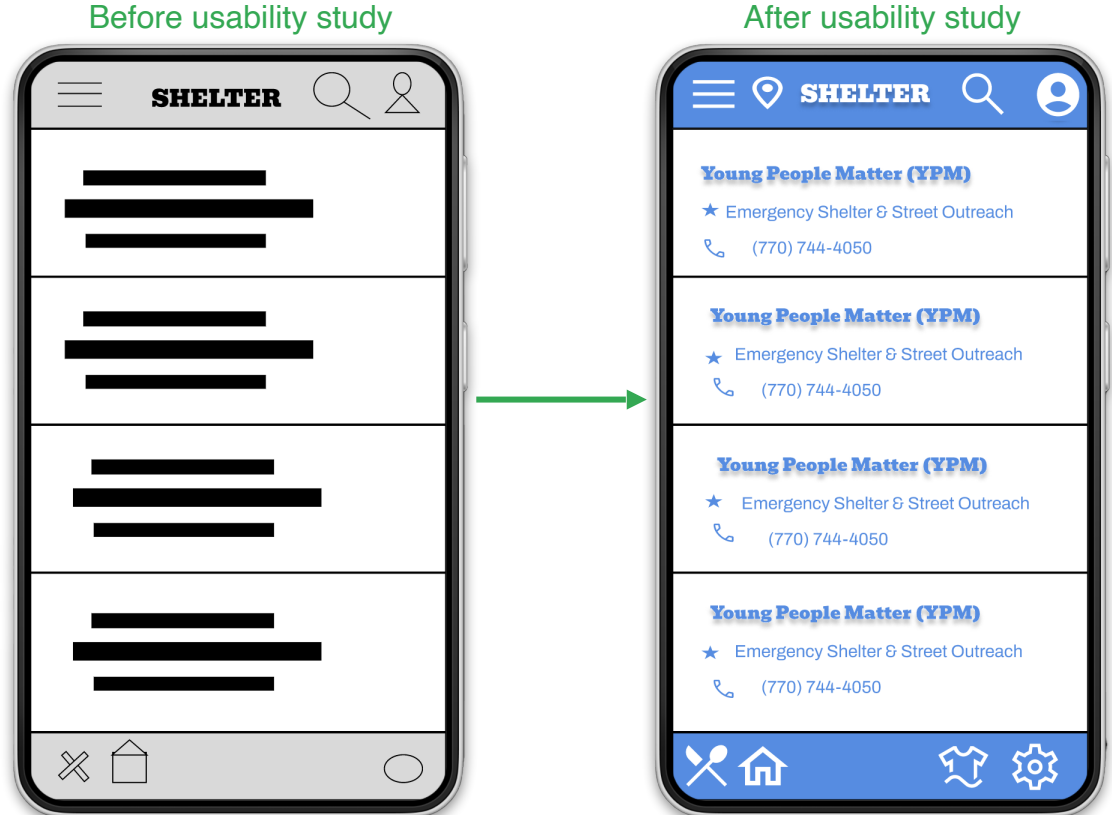 Before usability study
After usability study
SHELTER
SHELTER
Young People Matter (YPM)
Emergency Shelter & Street Outreach
(770) 744-4050
Young People Matter (YPM)
Emergency Shelter & Street Outreach
(770) 744-4050
Young People Matter (YPM)
Emergency Shelter & Street Outreach
(770) 744-4050
Young People Matter (YPM)
Emergency Shelter & Street Outreach
(770) 744-4050